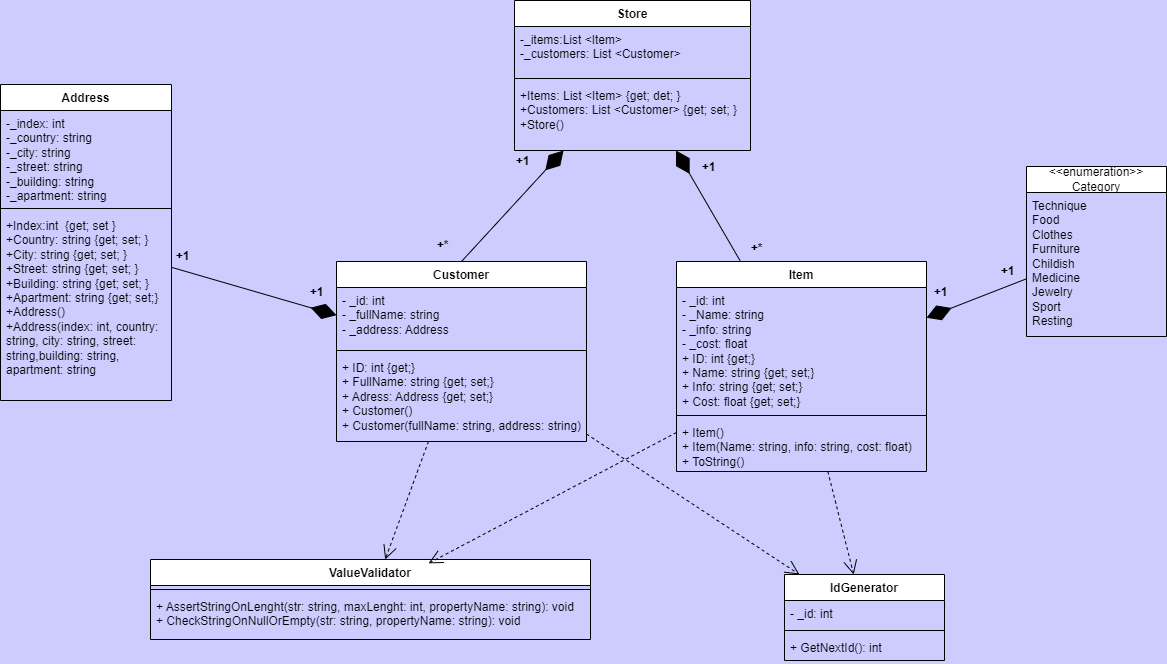 Store
-_items:List <Item>
-_customers: List <Customer>
+Items: List <Item> {get; det; }
+Customers: List <Customer> {get; set; }
+Store()
Address
-_index: int
-_country: string
-_city: string
-_street: string
-_building: string
-_apartment: string
+Index:int {get; set }
+Country: string {get; set; }
+City: string {get; set; }
+Street: string {get; set; }
+Building: string {get; set; }
+Apartment: string {get; set;}
+Address()
+Address(index: int, country:
string, city: string, street:
string,building: string,
apartment: string
+1
+1
+1
+1
+*
+*
Customer
- _id: int
- _fullName: string
- _address: Address
+ ID: int {get;}
+ FullName: string {get; set;}
+ Adress: Address {get; set;}
+ Customer()
+ Customer(fullName: string, address: string)
Item
- _id: int
- _Name: string
- _info: string
- _cost: float
+ ID: int {get;}
+ Name: string {get; set;}
+ Info: string {get; set;}
+ Cost: float {get; set;}
+ Item()
+ Item(Name: string, info: string, cost: float)
+ ToString()
+1
+1
<<enumeration>>
Category
Technique
Food
Clothes
Furniture
Childish
Medicine
Jewelry
Sport
Resting
ValueValidator
+ AssertStringOnLenght(str: string, maxLenght: int, propertyName: string): void
+ CheckStringOnNullOrEmpty(str: string, propertyName: string): void
IdGenerator
- _id: int
+ GetNextId(): int